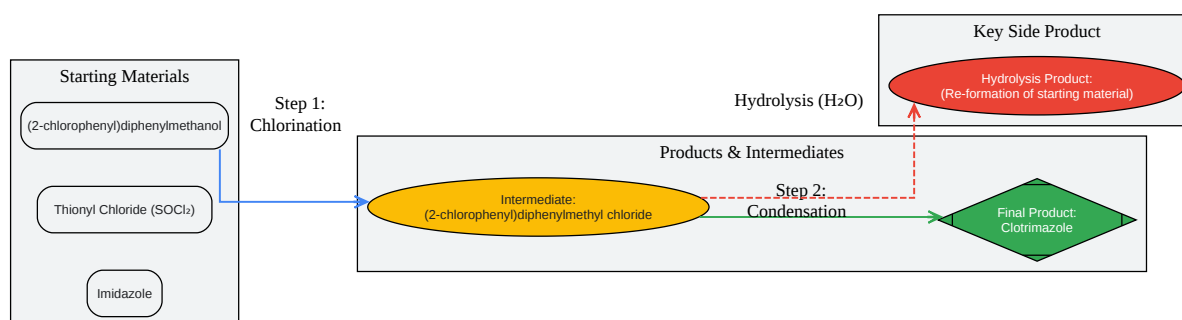 Starting Materials
(2-chlorophenyl)diphenylmethanol
Thionyl Chloride (SOCl₂)
Imidazole
Step 1:
Chlorination
Products & Intermediates
Intermediate:
(2-chlorophenyl)diphenylmethyl chloride
Step 2:
Condensation
Final Product:
Clotrimazole
Hydrolysis (H₂O)
Key Side Product
Hydrolysis Product:
(Re-formation of starting material)